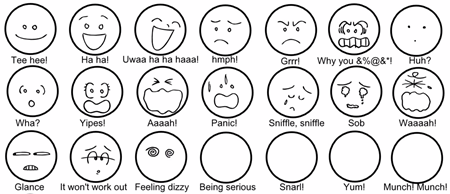 Tee hee! Ha ha! Uwaa ha ha haaa! hmph! Grrr! Why you &%@&*! Huh?
Wha? Yipes! Aaaah! Panic! Sniffle, sniffle Sob Waaaah!
Glance It won't work out Feeling dizzy Being serious Snarl! Yum! Munch! Munch!